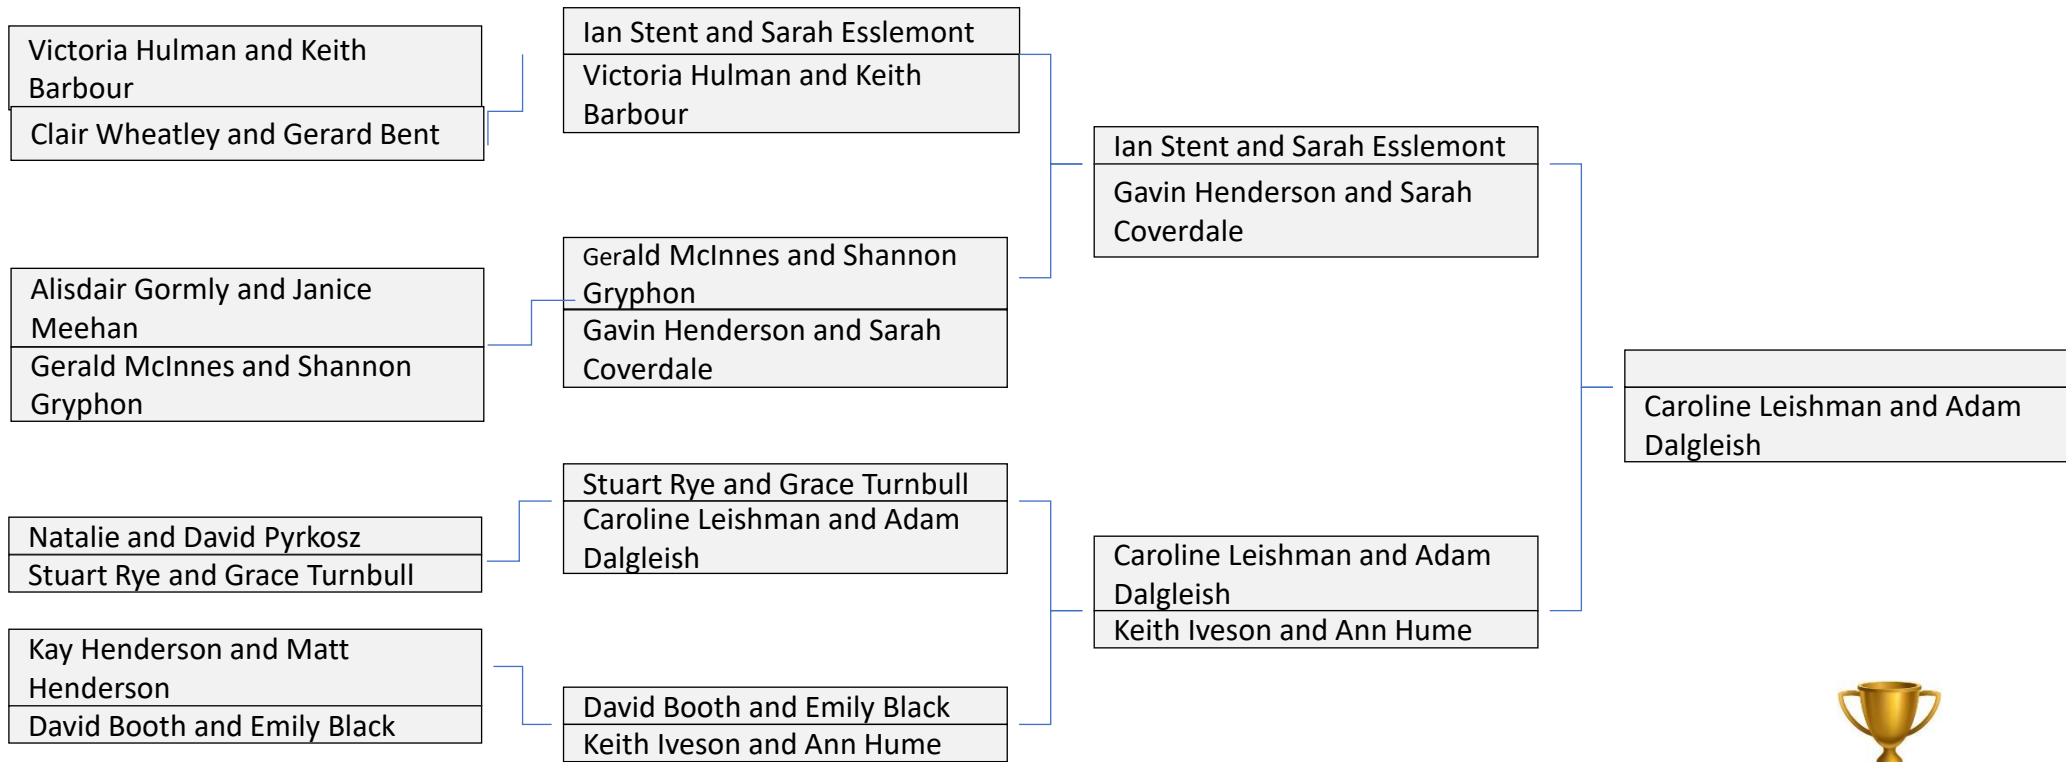 Victoria Hulman and Keith
Barbour
Clair Wheatley and Gerard Bent
Alisdair Gormly and Janice
Meehan
Gerald McInnes and Shannon
Gryphon
Natalie and David Pyrkosz
Stuart Rye and Grace Turnbull
Kay Henderson and Matt
Henderson
David Booth and Emily Black
Ian Stent and Sarah Esslemont
Victoria Hulman and Keith
Barbour
Gerald McInnes and Shannon
Gryphon
Gavin Henderson and Sarah
Coverdale
Stuart Rye and Grace Turnbull
Caroline Leishman and Adam
Dalgleish
David Booth and Emily Black
Keith Iveson and Ann Hume
Ian Stent and Sarah Esslemont
Gavin Henderson and Sarah
Coverdale
Caroline Leishman and Adam
Dalgleish
Keith Iveson and Ann Hume
Caroline Leishman and Adam
Dalgleish